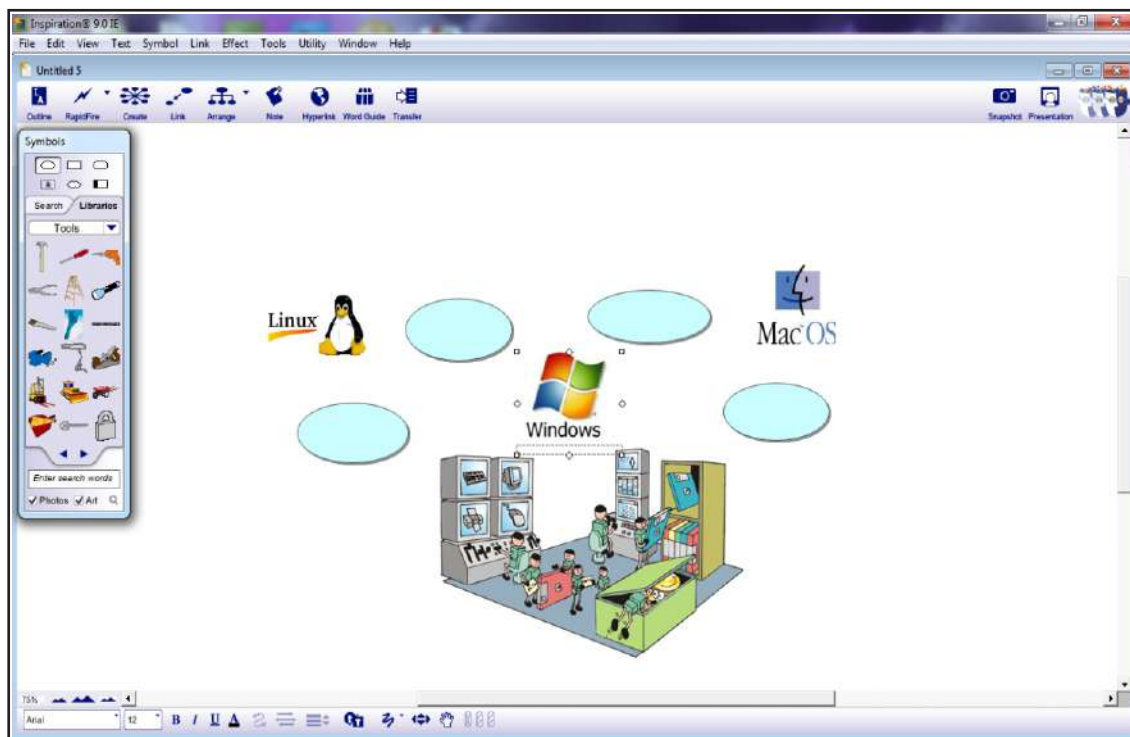 Inspiration® 9.0 IE
File Edit View Text Symbol Link Effect Tools Utility Window Help
Untitled 5
Outline RapidFire Create Link Arrange Note Hyperlink Word Guide Transfer Snapshot Presentation
Symbols
A
Search Libraries
Tools
Linux
Mac OS
Windows
Enter search words
Photos Art
75%
Arial 12 B I U A